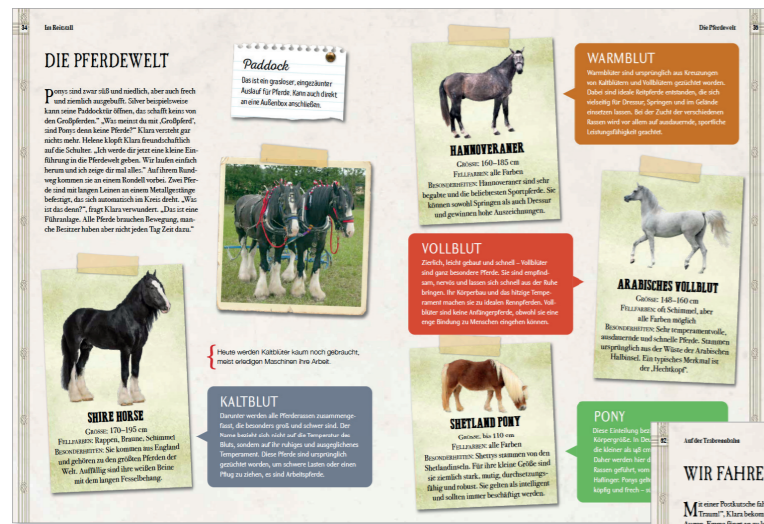 34
Im Reitstall
DIE PFERDEWELT
Ponys sind zwar süß und niedlich, aber auch frech
und ziemlich ausgebufft. Silver beispielsweise
kann seine Paddocktür öffnen, das schafft keins von
den Großpferden.“ „Was meinst du mit ‚Großpferd‘,
sind Ponys denn keine Pferde?“ Klara versteht gar
nichts mehr. Helene klopft Klara freundschaftlich
auf die Schulter. „Ich werde dir jetzt eine kleine Ein-
führung in die Pferdewelt geben. Wir laufen einfach
herum und ich zeige dir mal alles.“ Auf ihrem Rund-
weg kommen sie an einem Rondell vorbei. Zwei Pfer-
de sind mit langen Leinen an einem Metallgestänge
befestigt, das sich automatisch im Kreis dreht. „Was
ist das denn?“, fragt Klara verwundert. „Das ist eine
Führanlage. Alle Pferde brauchen Bewegung, man-
che Besitzer haben aber nicht jeden Tag Zeit dazu.“
Paddock
Das ist ein grasloser, eingezäunter
Auslauf für Pferde. Kann auch direkt
an eine Außenbox anschließen.
SHIRE HORSE
GRÖSSE: 170–195 cm
FELLFARBEN: Rappen, Braune, Schimmel
BESONDERHEITEN: Sie kommen aus England
und gehören zu den größten Pferden der
Welt. Auffällig sind ihre weißen Beine
mit dem langen Fesselbehang.
{ Heute werden Kaltblüter kaum noch gebraucht,
meist erledigen Maschinen ihre Arbeit.
KALTBLUT
Darunter werden alle Pferderassen zusammenge-
fasst, die besonders groß und schwer sind. Der
Name bezieht sich nicht auf die Temperatur des
Bluts, sondern auf ihr ruhiges und ausgeglichenes
Temperament. Diese Pferde sind ursprünglich
gezüchtet worden, um schwere Lasten oder einen
Pflug zu ziehen, es sind Arbeitspferde.
Die Pferdewelt
35
HANNOVERANER
GRÖSSE: 160–185 cm
FELLFARBEN: alle Farben
BESONDERHEITEN: Hannoveraner sind sehr
begabte und die beliebtesten Sportpferde. Sie
können sowohl Springen als auch Dressur
und gewinnen hohe Auszeichnungen.
WARMBLUT
Warmblüter sind ursprünglich aus Kreuzungen
von Kaltblütern und Vollblütern gezüchtet worden.
Dabei sind ideale Reitpferde entstanden, die sich
vielseitig für Dressur, Springen und im Gelände
einsetzen lassen. Bei der Zucht der verschiedenen
Rassen wird vor allem auf ausdauernde, sportliche
Leistungsfähigkeit geachtet.
VOLLBLUT
Zierlich, leicht gebaut und schnell – Vollblüter
sind ganz besondere Pferde. Sie sind empfind-
sam, nervös und lassen sich schnell aus der Ruhe
bringen. Ihr Körperbau und das hitzige Tempe-
rament machen sie zu idealen Rennpferden. Voll-
blüter sind keine Anfängerpferde, obwohl sie eine
enge Bindung zu Menschen eingehen können.
ARABISCHES VOLLBLUT
GRÖSSE: 148–160 cm
FELLFARBEN: oft Schimmel, aber
alle Farben möglich
BESONDERHEITEN: Sehr temperamentvolle,
ausdauernde und schnelle Pferde. Stammen
ursprünglich aus der Wüste der Arabischen
Halbinsel. Ein typisches Merkmal ist
der „Hechtkopf“.
SHETLAND PONY
GRÖSSE: bis 110 cm
FELLFARBEN: alle Farben
BESONDERHEITEN: Shettys stammen von den
Shetlandinseln. Für ihre kleine Größe sind
sie ziemlich stark, mutig, durchsetzungs-
fähig und robust. Sie gelten als intelligent
und sollten immer beschäftigt werden.
PONY
Diese Einteilung bez
Körpergröße. In Deu
die kleiner als 148 cm
Daher werden hier d
Rassen geführt, von
Haflinger. Ponys gelt
köpfig und frech – a
82
Auf der Trabrennbahn
WIR FAHRE
Mit einer Postkutsche fah
Traum!“, Klara bekom